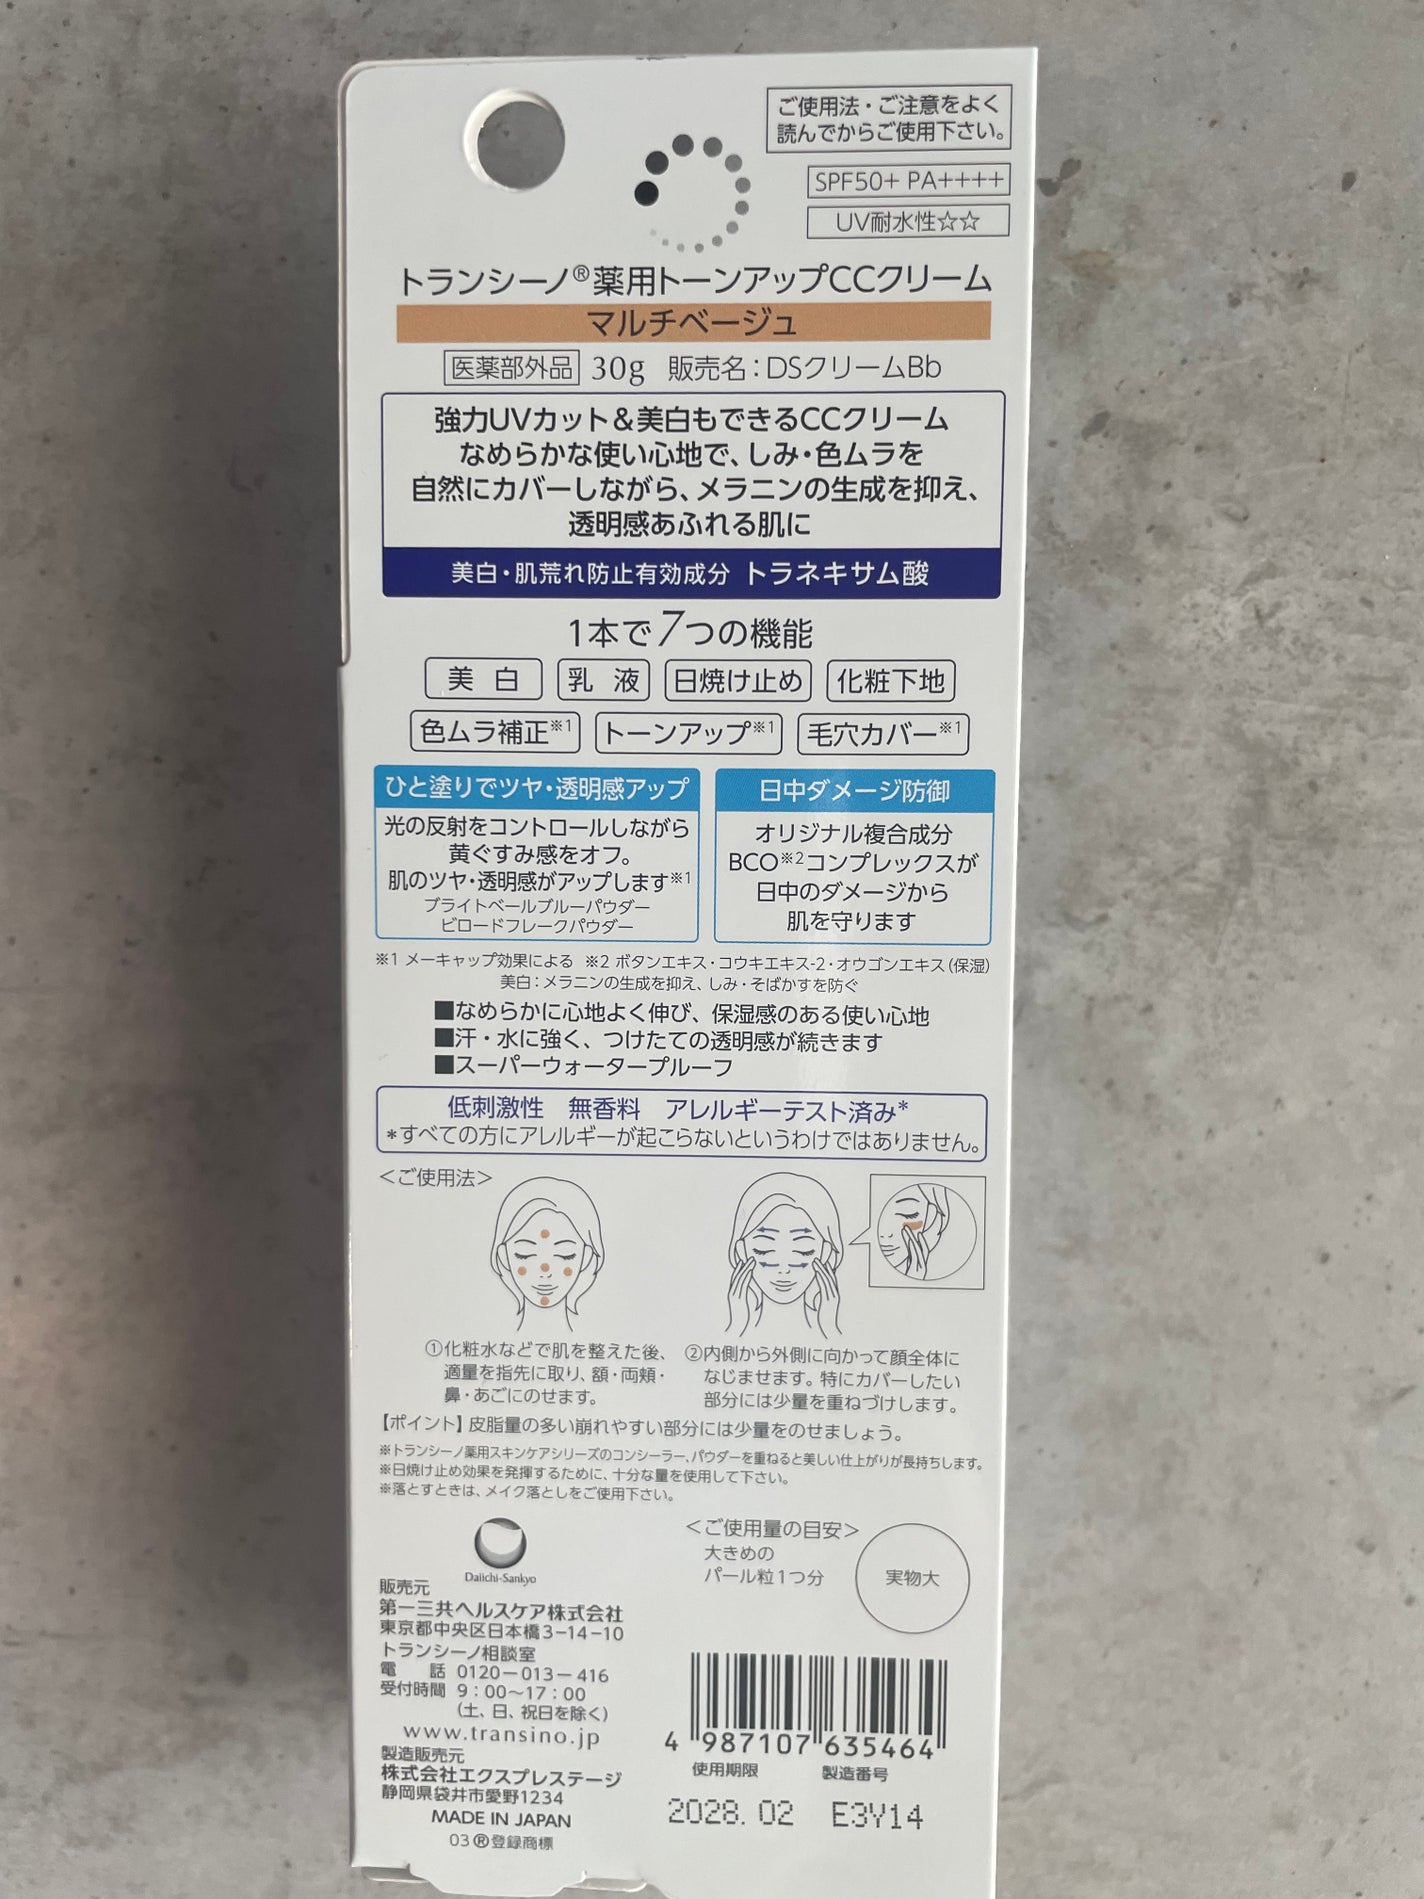 ご使用法・ご注意をよく
読んでからご使用下さい。
SPF50+ PA++++
UV耐水性☆☆
トランシーノ®薬用トーンアップCCクリーム
マルチベージュ
医薬部外品 30g 販売名：DSクリームBb
強力UVカット＆美白もできるCCクリーム
なめらかな使い心地で、しみ・色ムラを
自然にカバーしながら、メラニンの生成を抑え、
透明感あふれる肌に
美白・肌荒れ防止有効成分 トラネキサム酸
1本で7つの機能
美白 乳液 日焼け止め 化粧下地
色ムラ補正※1 トーンアップ※1 毛穴カバー※1
ひと塗りでツヤ・透明感アップ
光の反射をコントロールしながら
黄ぐすみ感をオフ。
肌のツヤ・透明感がアップします※1
ブライトベールブルーパウダー
ビロードフレークパウダー
日中ダメージ防御
オリジナル複合成分
BCO※2コンプレックスが
日中のダメージから
肌を守ります
※1 メーキャップ効果による ※2 ボタンエキス・コウキエキス-2・オウゴンエキス（保湿）
美白：メラニンの生成を抑え、しみ・そばかすを防ぐ
■なめらかに心地よく伸び、保湿感のある使い心地
■汗・水に強く、つけたての透明感が続きます
■スーパーウォータープルーフ
低刺激性 無香料 アレルギーテスト済み*
*すべての方にアレルギーが起こらないというわけではありません。
＜ご使用法＞
①化粧水などで肌を整えた後、
適量を指先に取り、額・両頬・
鼻・あごにのせます。
②内側から外側に向かって顔全体に
なじませます。特にカバーしたい
部分には少量を重ねづけします。
【ポイント】皮脂量の多い崩れやすい部分には少量をのせましょう。
※トランシーノ薬用スキンケアシリーズのコンシーラー、パウダーを重ねると美しい仕上がりが長持ちします。
※日焼け止め効果を発揮するために、十分な量を使用して下さい。
※落とすときは、メイク落としをご使用下さい。
＜ご使用量の目安＞
大きめの
パール粒1つ分
実物大
Daiichi-Sankyo
販売元
第一三共ヘルスケア株式会社
東京都中央区日本橋3-14-10
トランシーノ相談室
電 話 0120-013-416
受付時間 9：00～17：00
（土、日、祝日を除く）
www.transino.jp
製造販売元
株式会社エクスプレステージ
静岡県袋井市愛野1234
MADE IN JAPAN
03 ®登録商標
4 987107 635464
使用期限 製造番号
2028.02 E3Y14